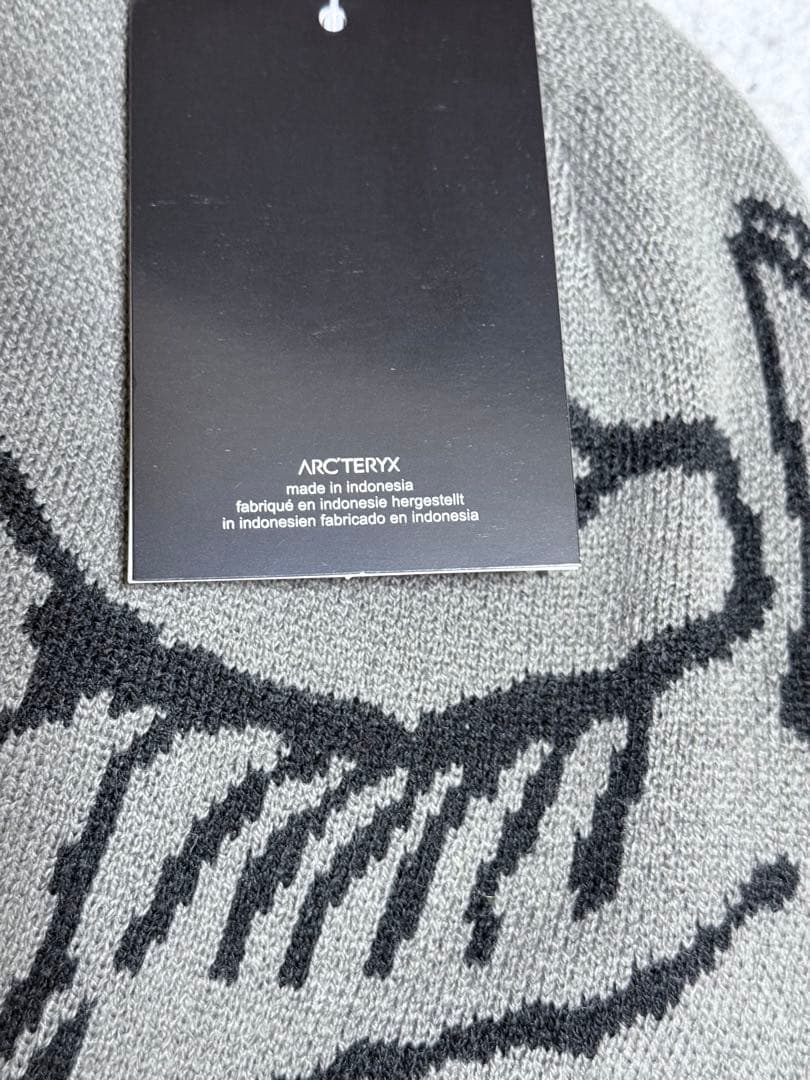 ARC'TERYX
made in indonesia
fabriqué en indonesie hergestellt
in indonesien fabricado en indonesia